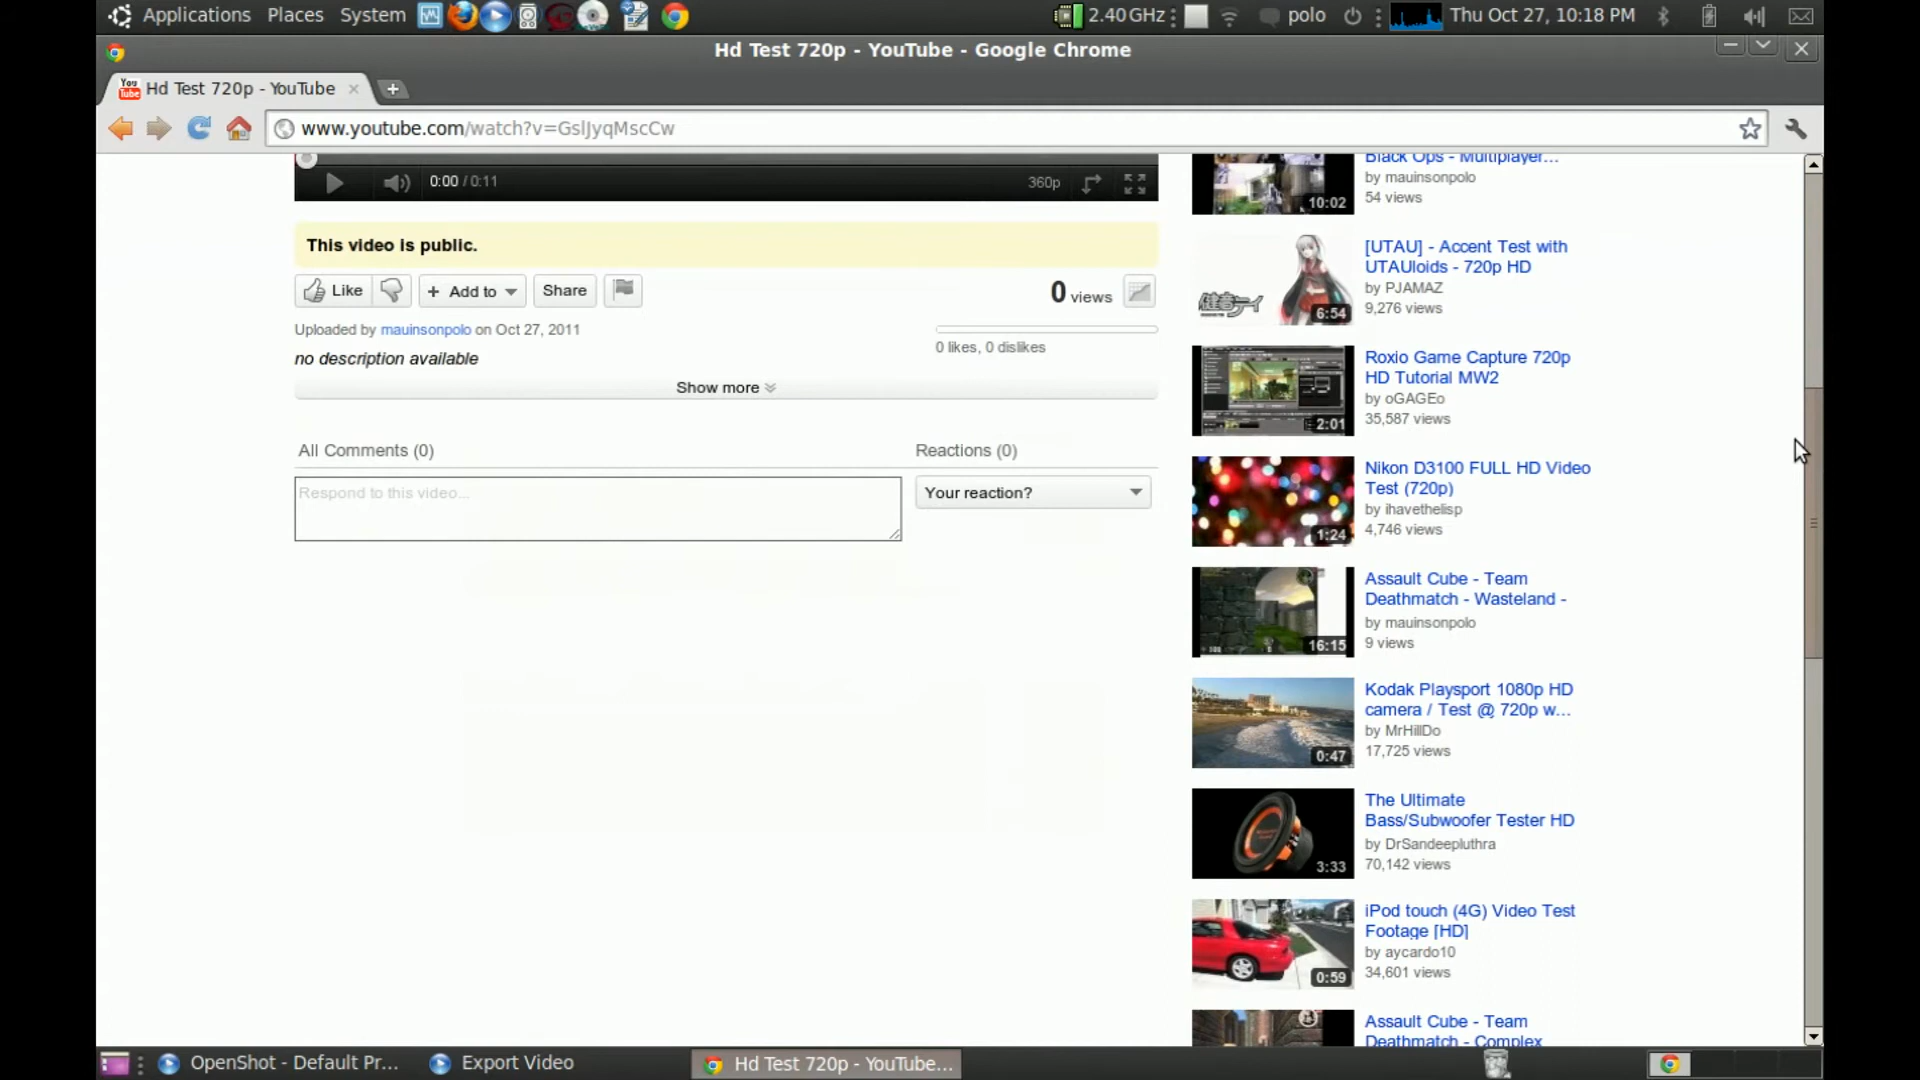 Applications Places System 2.40 GHz polo Thu Oct 27, 10:18 PM
Hd Test 720p - YouTube - Google Chrome
You Tube Hd Test 720p - YouTube
www.youtube.com/watch?v=GslJyqMscCw
0:00 / 0:11 360p
This video is public.
Like + Add to Share 0 views
Uploaded by mauinsonpolo on Oct 27, 2011
0 likes, 0 dislikes
no description available
Show more
All Comments (0) Reactions (0)
Respond to this video...
Your reaction?
Black Ops - Multiplayer...
by mauinsonpolo
54 views
10:02
[UTAU] - Accent Test with
UTAUloids - 720p HD
by PJAMAZ
9,276 views
6:54
Roxio Game Capture 720p
HD Tutorial MW2
by oGAGEo
35,587 views
2:01
Nikon D3100 FULL HD Video
Test (720p)
by ihavethelisp
4,746 views
1:24
Assault Cube - Team
Deathmatch - Wasteland -
by mauinsonpolo
9 views
16:15
Kodak Playsport 1080p HD
camera / Test @ 720p w...
by MrHillDo
17,725 views
0:47
The Ultimate
Bass/Subwoofer Tester HD
by DrSandeepluthra
70,142 views
3:33
iPod touch (4G) Video Test
Footage [HD]
by aycardo10
34,601 views
0:59
Assault Cube - Team
Deathmatch - Complex
OpenShot - Default Pr... Export Video Hd Test 720p - YouTube...